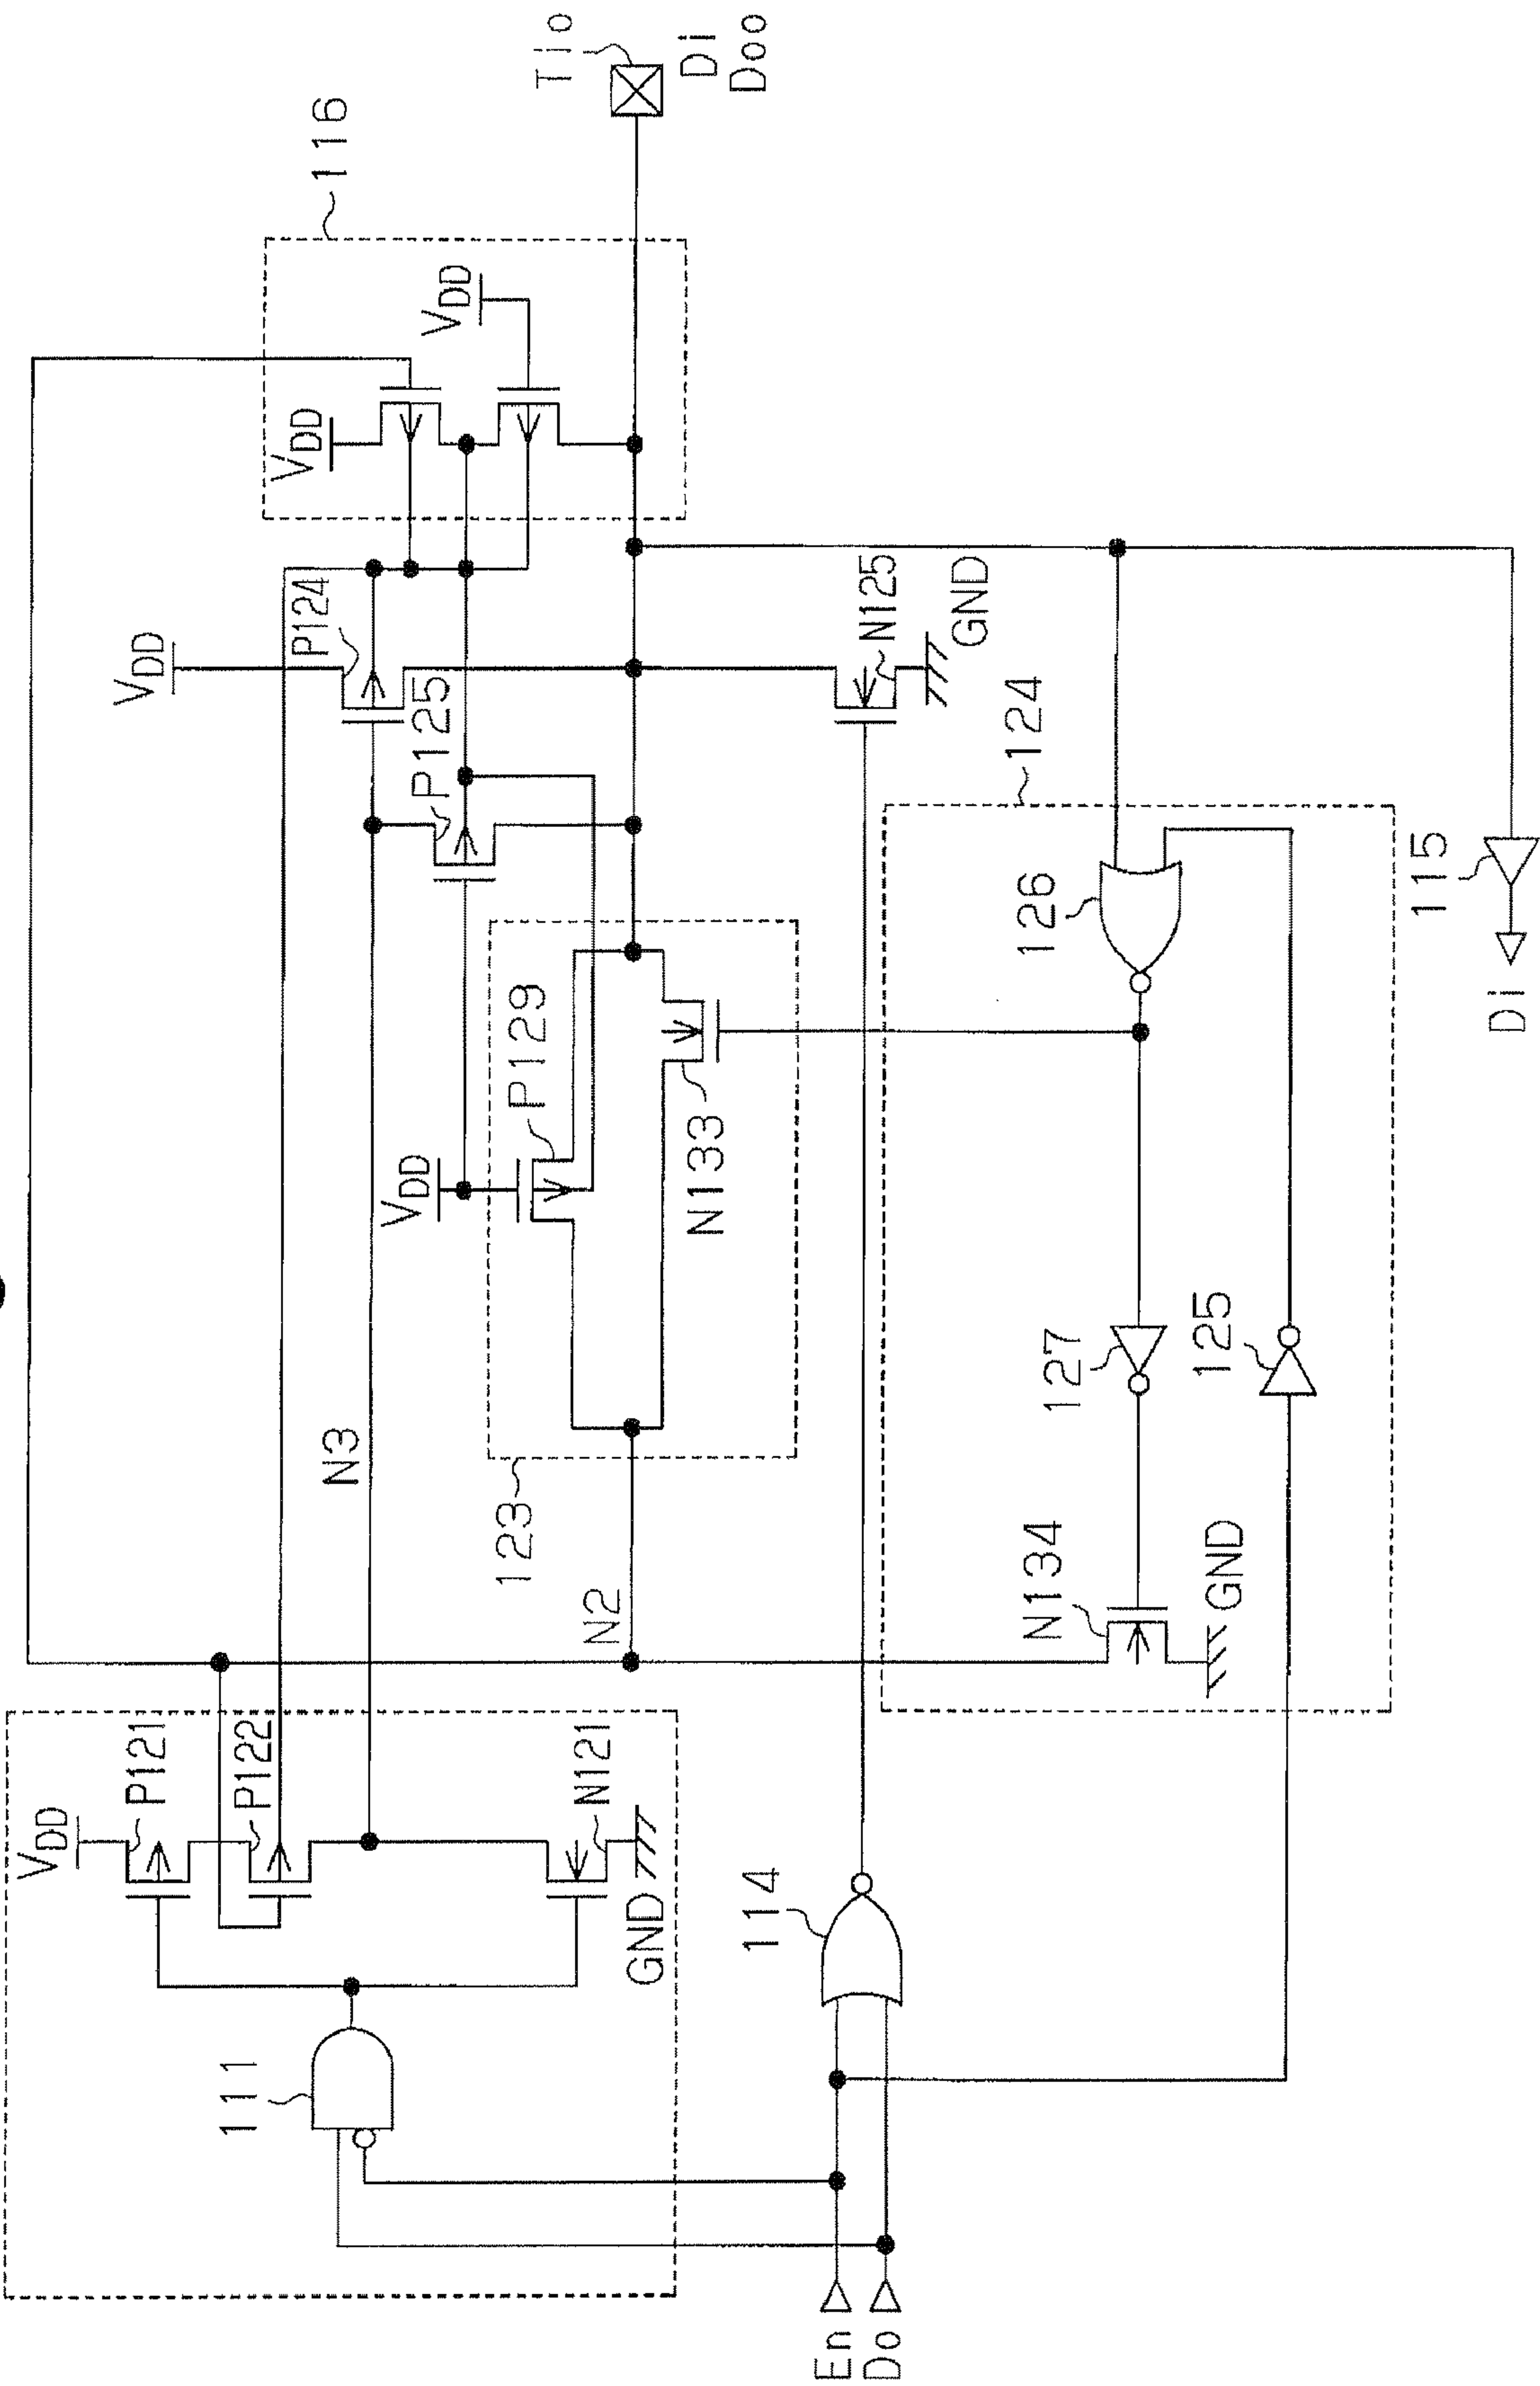 Tio
Di
Doo
116
VDD
VDD
VDD
P124
P125
N125
GND
124
115
Di
126
P129
N133
VDD
127
125
N3
123
N2
N134
GND
VDD
P121
P122
N121
GND
114
111
En
Do